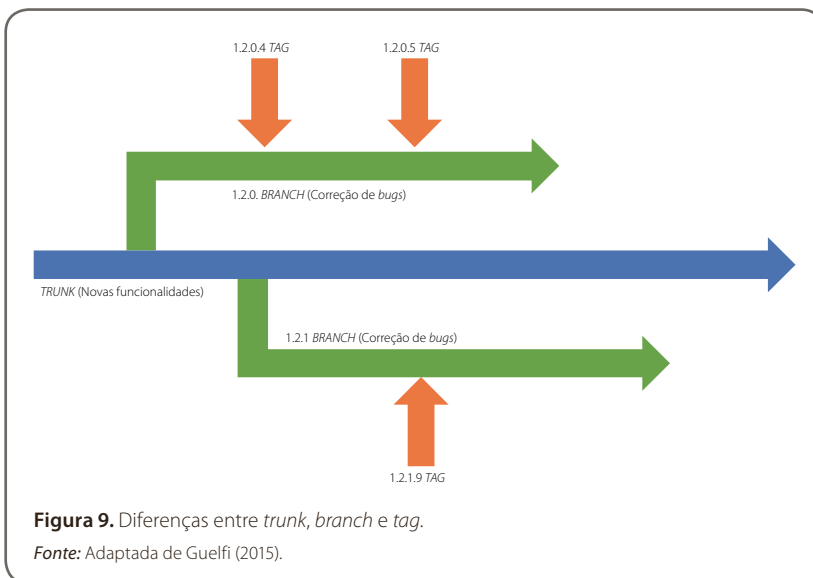 1.2.0.4 TAG
1.2.0.5 TAG
1.2.0. BRANCH (Correção de bugs)
TRUNK (Novas funcionalidades)
1.2.1 BRANCH (Correção de bugs)
1.2.1.9 TAG
Figura 9. Diferenças entre trunk, branch e tag.
Fonte: Adaptada de Guelfi (2015).